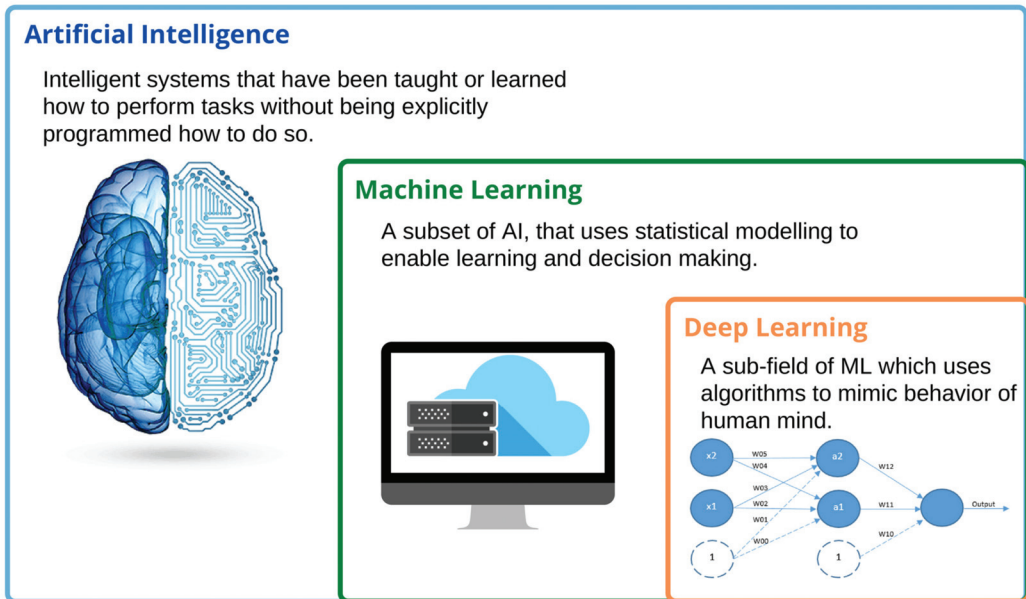 Artificial Intelligence
Intelligent systems that have been taught or learned
how to perform tasks without being explicitly
programmed how to do so.
Machine Learning
A subset of AI, that uses statistical modelling to
enable learning and decision making.
Deep Learning
A sub-field of ML which uses
algorithms to mimic behavior of
human mind.
x2
W05
W04
a2
W12
W03
x1
W02
a1
W11
Output
W01
W00
W10
1
1